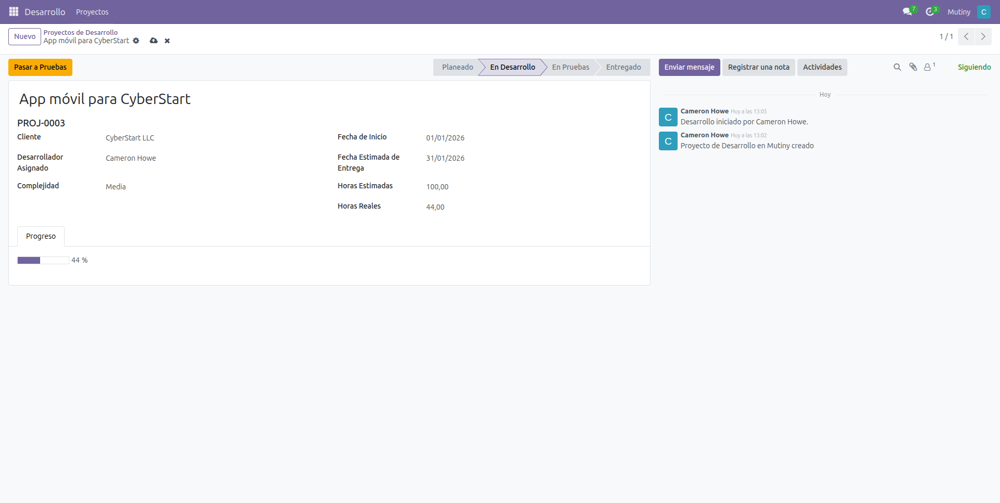 Desarrollo Proyectos 7 3 Mutiny C
Nuevo Proyectos de Desarrollo
App móvil para CyberStart
1 / 1
Pasar a Pruebas
Planeado En Desarrollo En Pruebas Entregado
Enviar mensaje Registrar una nota Actividades 1 Siguiendo
App móvil para CyberStart
PROJ-0003
Cliente CyberStart LLC
Desarrollador
Asignado
Cameron Howe
Complejidad Media
Fecha de Inicio 01/01/2026
Fecha Estimada de
Entrega
31/01/2026
Horas Estimadas 100,00
Horas Reales 44,00
Progreso
44 %
Hoy
C
Cameron Howe Hoy a las 13:05
Desarrollo iniciado por Cameron Howe.
C
Cameron Howe Hoy a las 13:02
Proyecto de Desarrollo en Mutiny creado